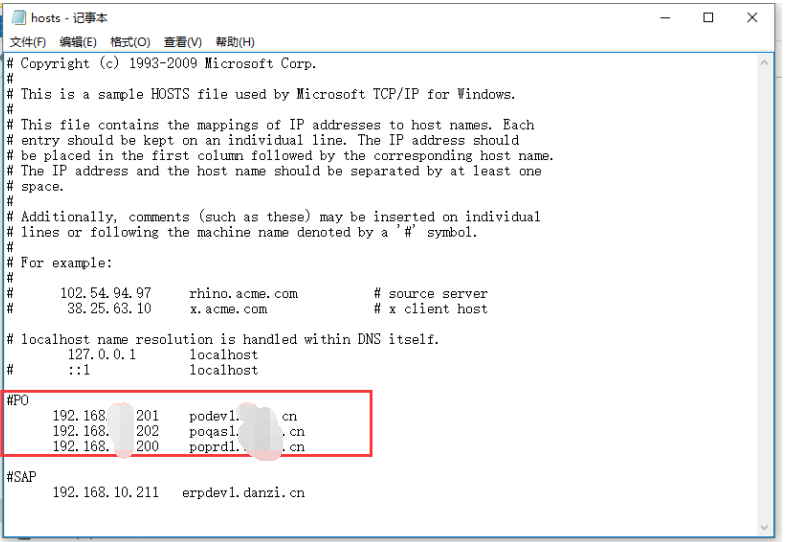 hosts - 记事本
文件(F) 编辑(E) 格式(O) 查看(V) 帮助(H)
# Copyright (c) 1993-2009 Microsoft Corp.
#
# This is a sample HOSTS file used by Microsoft TCP/IP for Windows.
#
# This file contains the mappings of IP addresses to host names. Each
# entry should be kept on an individual line. The IP address should
# be placed in the first column followed by the corresponding host name.
# The IP address and the host name should be separated by at least one
# space.
#
# Additionally, comments (such as these) may be inserted on individual
# lines or following the machine name denoted by a '#' symbol.
#
# For example:
#
# 102.54.94.97 rhino.acme.com # source server
# 38.25.63.10 x.acme.com # x client host
# localhost name resolution is handled within DNS itself.
127.0.0.1 localhost
# ::1 localhost
#PO
192.168. 201 podev1. cn
192.168. 202 poqas1. .cn
192.168. 200 poprd1. .cn
#SAP
192.168.10.211 erpdev1.danzi.cn